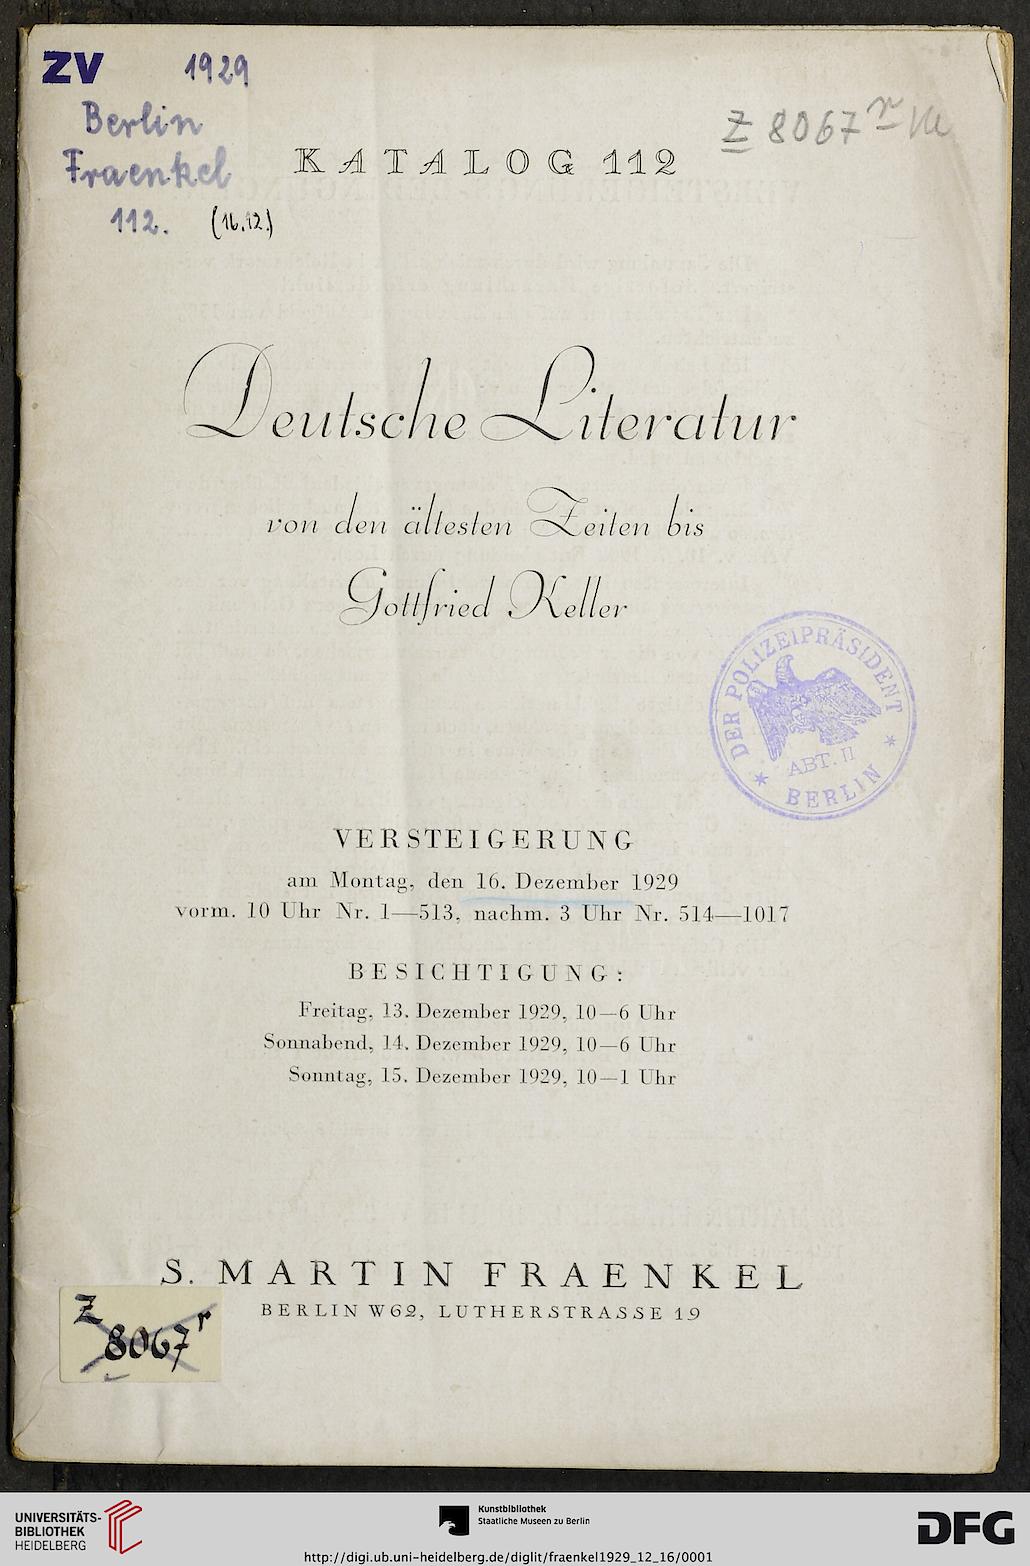 ZV 1929
Berlin
Fraenkel
112. (16.12.)
Z 8067 r
KATALOG 112
Deutsche Literatur
von den ältesten Zeiten bis
Gottfried Keller
DER POLIZEIPRÄSIDENT
ABT. II
* BERLIN *
VERSTEIGERUNG
am Montag, den 16. Dezember 1929
vorm. 10 Uhr Nr. 1—513, nachm. 3 Uhr Nr. 514—1017
BESICHTIGUNG:
Freitag, 13. Dezember 1929, 10—6 Uhr
Sonnabend, 14. Dezember 1929, 10—6 Uhr
Sonntag, 15. Dezember 1929, 10—1 Uhr
S. MARTIN FRAENKEL
BERLIN W62, LUTHERSTRASSE 19
Z
8067 r
UNIVERSITÄTS-
BIBLIOTHEK
HEIDELBERG
Kunstbibliothek
Staatliche Museen zu Berlin
DFG
http://digi.ub.uni-heidelberg.de/diglit/fraenkel1929_12_16/0001